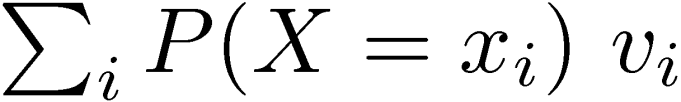 ∑ᵢ P(X = xᵢ) vᵢ